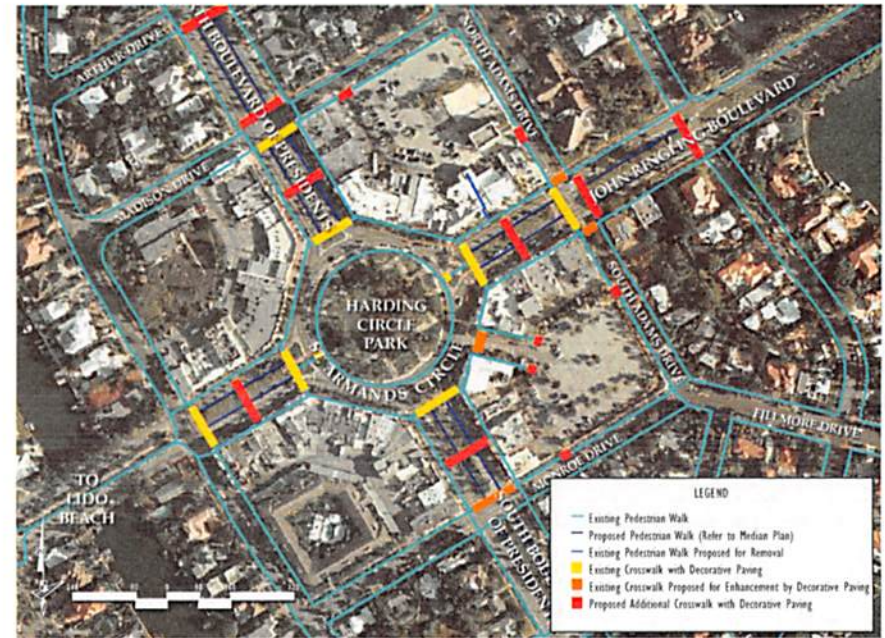 ARTHUR DRIVE
H BOULEVARD OF PRESIDENTS
NORTH ADAMS DRIVE
JOHN RINGLING BOULEVARD
MADISON DRIVE
HARDING
CIRCLE
PARK
ST. ARMANDS CIRCLE
SOUTH ADAMS DRIVE
FILLMORE DRIVE
MONROE DRIVE
TO
LIDO
BEACH
SOUTH BOUL
OF PRESIDENT
LEGEND
Existing Pedestrian Walk
Proposed Pedestrian Walk (Refer to Median Plan)
Existing Pedestrian Walk Proposed for Removal
Existing Crosswalk with Decorative Paving
Existing Crosswalk Proposed for Enhancement by Decorative Paving
Proposed Additional Crosswalk with Decorative Paving